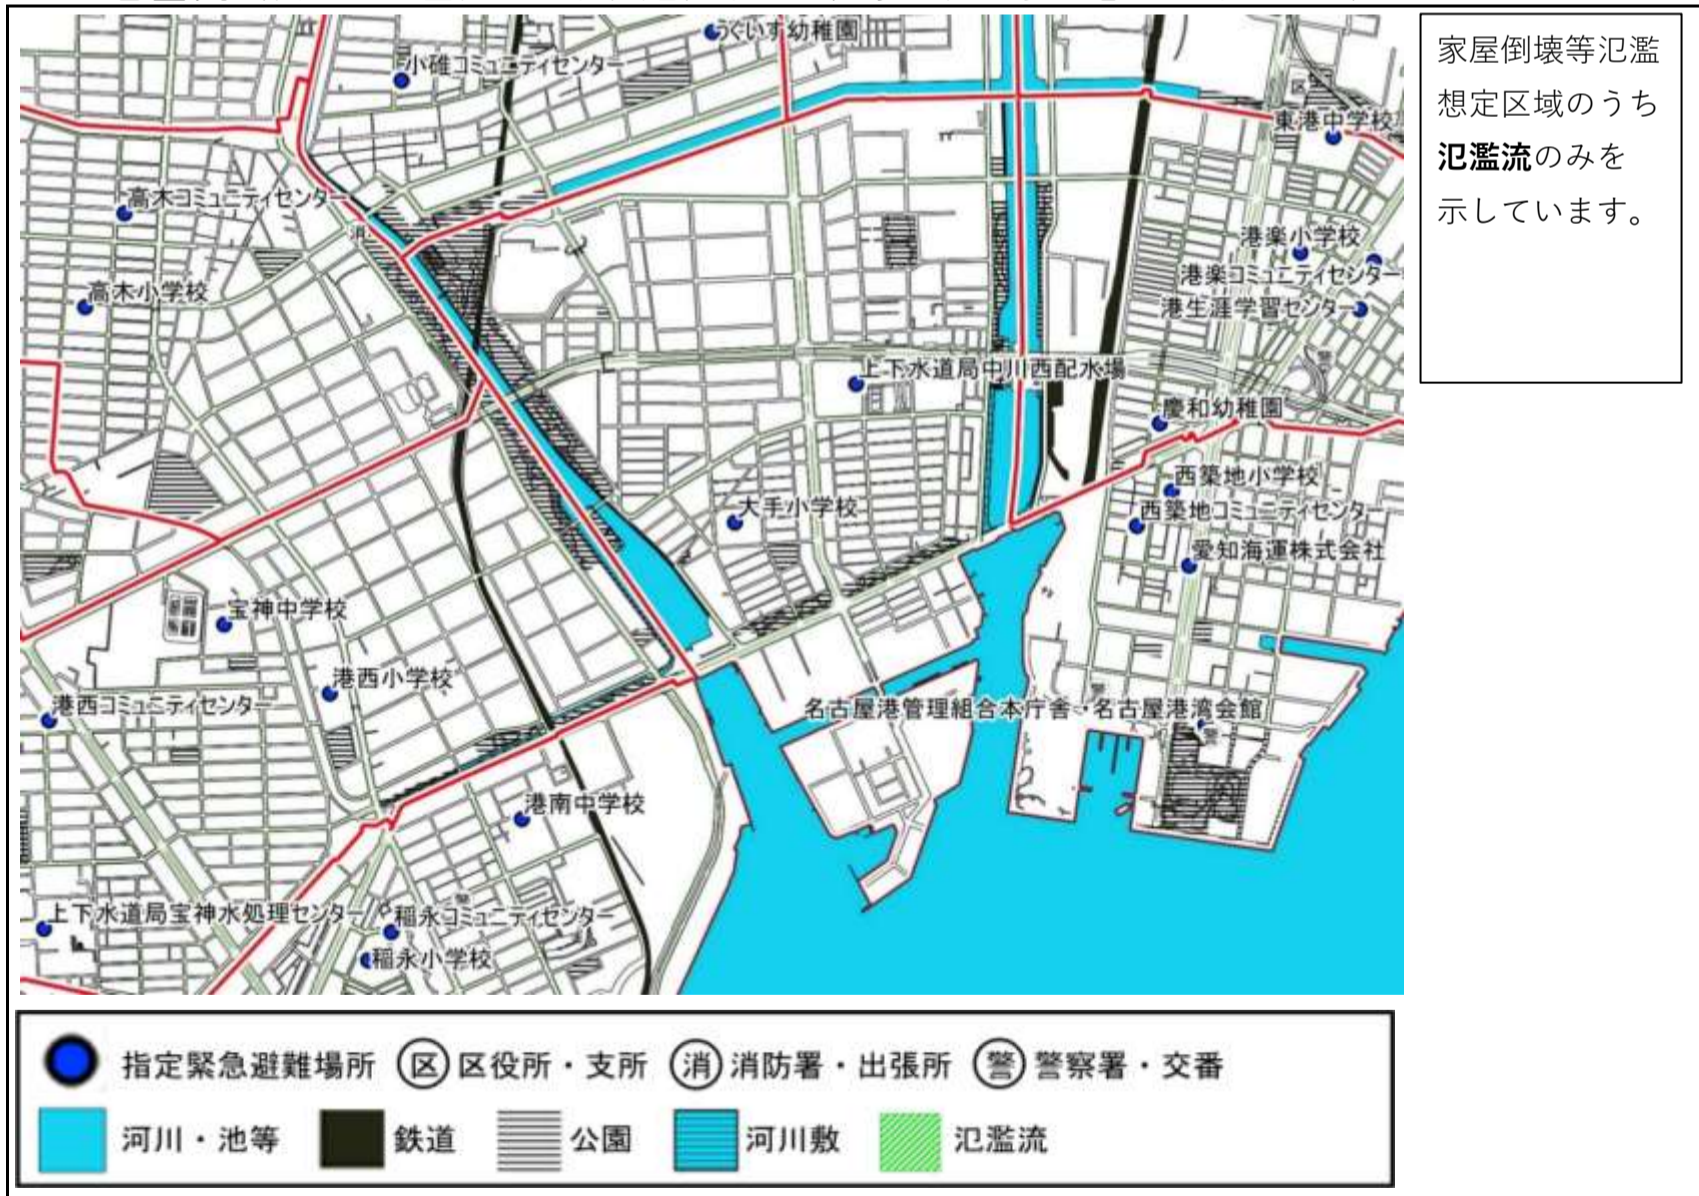 うぐいす幼稚園
小碓コミュニティセンター
区
東港中学校
高木コミュニティセンター
消
港楽小学校
港楽コミュニティセンター
高木小学校
港生涯学習センター
警
上下水道局中川西配水場
慶和幼稚園
西築地小学校
大手小学校
西築地コミュニティセンター
愛知海運株式会社
宝神中学校
港西小学校
港西コミュニティセンター
警
名古屋港管理組合本庁舎・名古屋港湾会館
警
港南中学校
警
上下水道局宝神水処理センター
稲永コミュニティセンター
稲永小学校
家屋倒壊等氾濫
想定区域のうち
氾濫流のみを
示しています。
指定緊急避難場所 区 区役所・支所 消 消防署・出張所 警 警察署・交番
河川・池等 鉄道 公園 河川敷 氾濫流